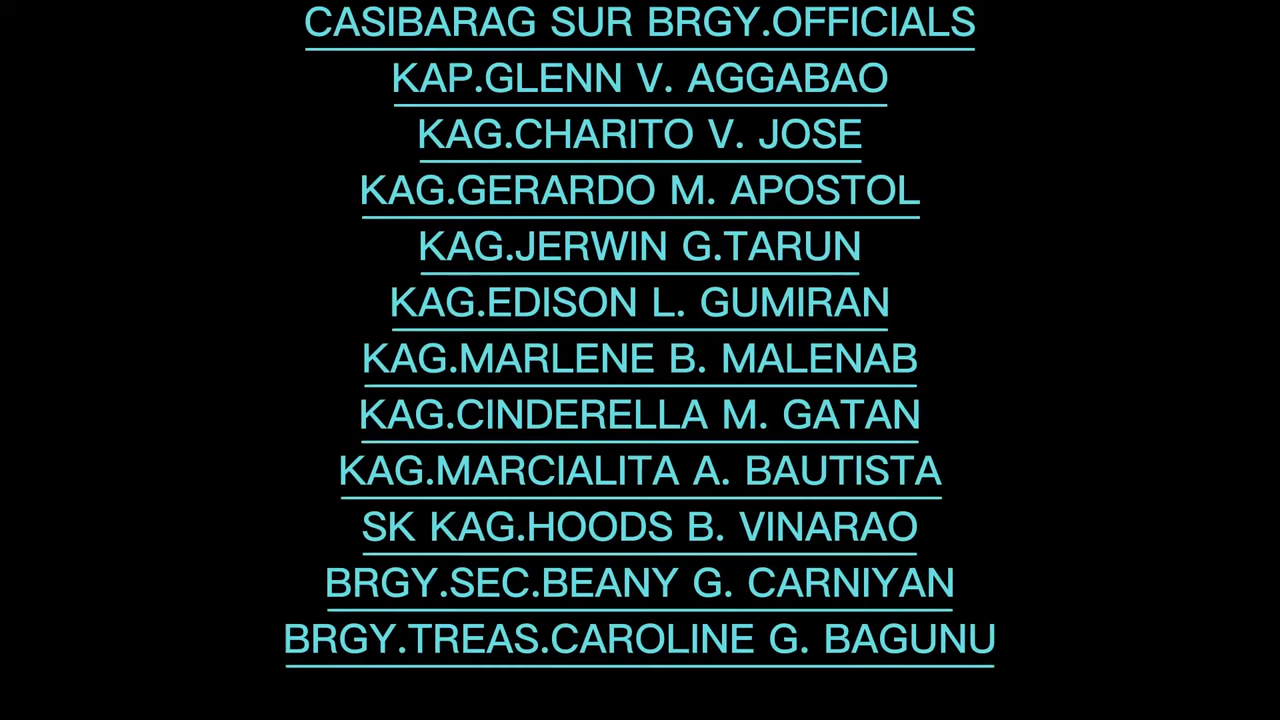 CASIBARAG SUR BRGY.OFFICIALS
KAP.GLENN V. AGGABAO
KAG.CHARITO V. JOSE
KAG.GERARDO M. APOSTOL
KAG.JERWIN G.TARUN
KAG.EDISON L. GUMIRAN
KAG.MARLENE B. MALENAB
KAG.CINDERELLA M. GATAN
KAG.MARCIALITA A. BAUTISTA
SK KAG.HOODS B. VINARAO
BRGY.SEC.BEANY G. CARNIYAN
BRGY.TREAS.CAROLINE G. BAGUNU